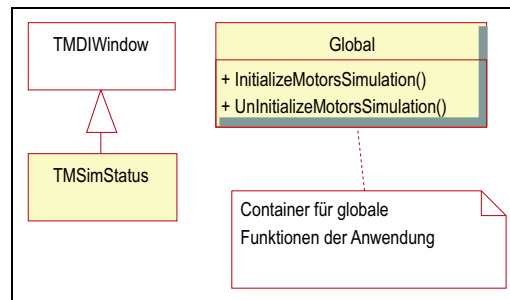 TMDIWindow
Global
+ InitializeMotorsSimulation()
+ UnInitializeMotorsSimulation()
TMSimStatus
Container für globale
Funktionen der Anwendung